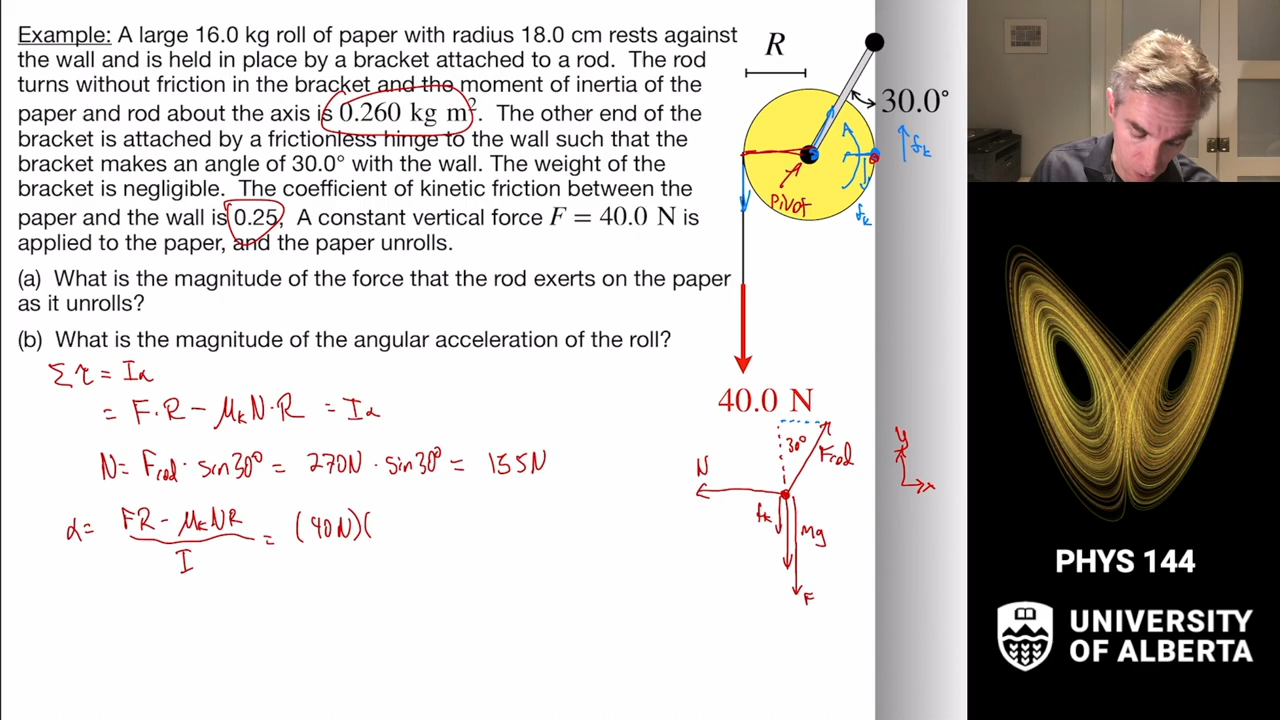 Example: A large 16.0 kg roll of paper with radius 18.0 cm rests against
the wall and is held in place by a bracket attached to a rod. The rod
turns without friction in the bracket and the moment of inertia of the
paper and rod about the axis is 0.260 kg m². The other end of the
bracket is attached by a frictionless hinge to the wall such that the
bracket makes an angle of 30.0° with the wall. The weight of the
bracket is negligible. The coefficient of kinetic friction between the
paper and the wall is 0.25, A constant vertical force F = 40.0 N is
applied to the paper, and the paper unrolls.
(a) What is the magnitude of the force that the rod exerts on the paper
as it unrolls?
(b) What is the magnitude of the angular acceleration of the roll?
Στ = Iα
= F·R − μₖN·R = Iα
N = F_rod · sin30° = 270N · sin30° = 135N
α = (FR − μₖNR) / I = (40N)(
R
30.0°
fₖ
Pivot
fₖ
40.0 N
30°
F_rod
N
fₖ
Mg
F
y
x
PHYS 144
UNIVERSITY
OF ALBERTA